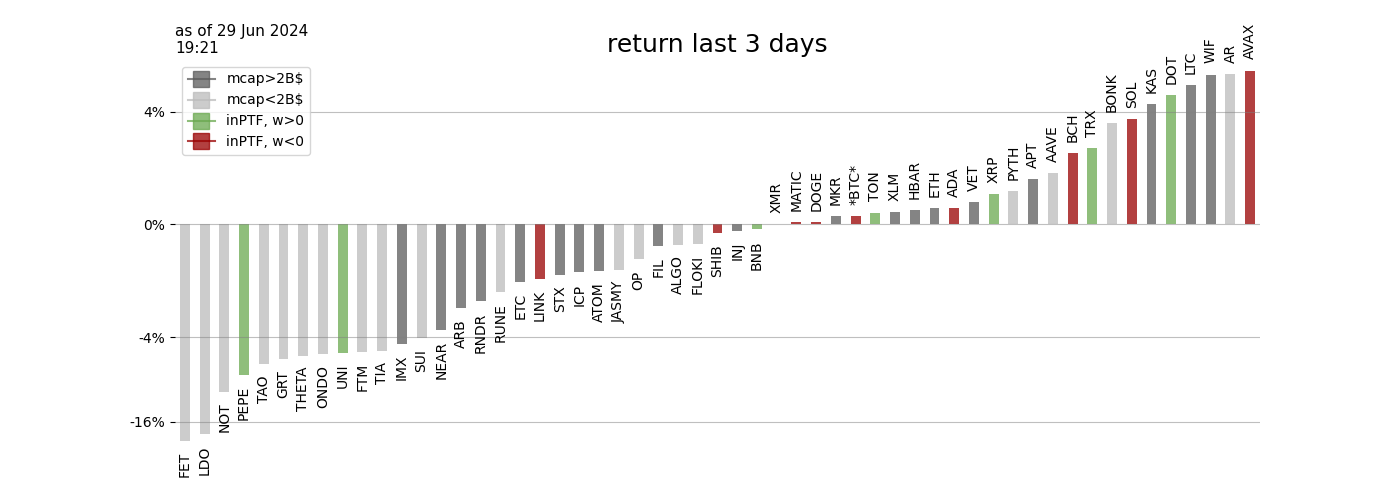 as of 29 Jun 2024
19:21
return last 3 days
mcap>2B$
mcap<2B$
inPTF, w>0
inPTF, w<0
4%
0%
-4%
-16%
FET
LDO
NOT
PEPE
TAO
GRT
THETA
ONDO
UNI
FTM
TIA
IMX
SUI
NEAR
ARB
RNDR
RUNE
ETC
LINK
STX
ICP
ATOM
JASMY
OP
FIL
ALGO
FLOKI
SHIB
INJ
BNB
XMR
MATIC
DOGE
MKR
*BTC*
TON
XLM
HBAR
ETH
ADA
VET
XRP
PYTH
APT
AAVE
BCH
TRX
BONK
SOL
KAS
DOT
LTC
WIF
AR
AVAX